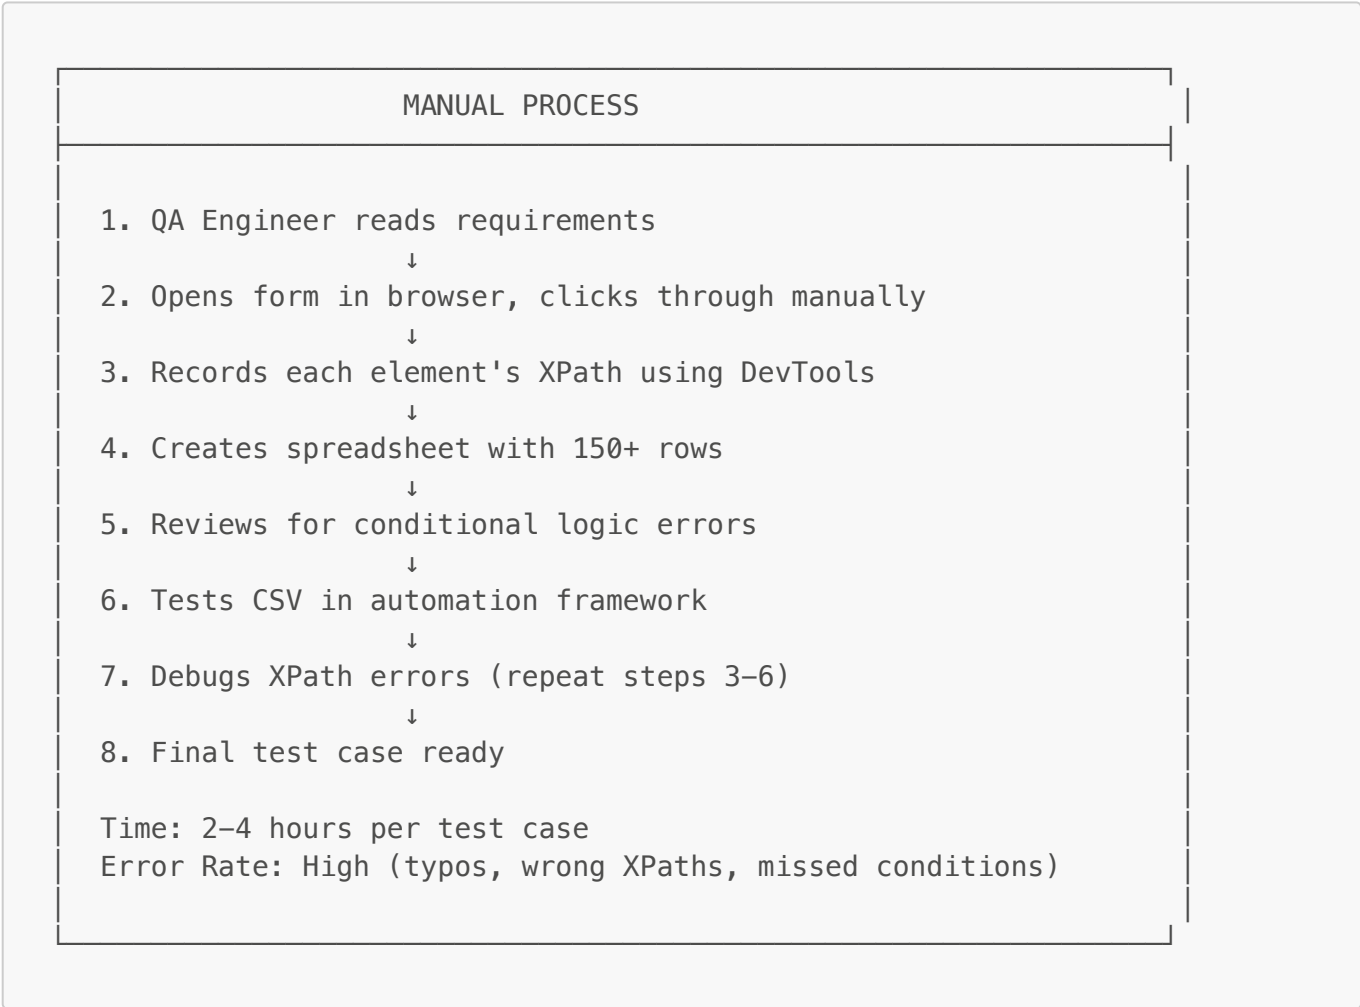 MANUAL PROCESS
1. QA Engineer reads requirements
↓
2. Opens form in browser, clicks through manually
↓
3. Records each element's XPath using DevTools
↓
4. Creates spreadsheet with 150+ rows
↓
5. Reviews for conditional logic errors
↓
6. Tests CSV in automation framework
↓
7. Debugs XPath errors (repeat steps 3–6)
↓
8. Final test case ready
Time: 2–4 hours per test case
Error Rate: High (typos, wrong XPaths, missed conditions)